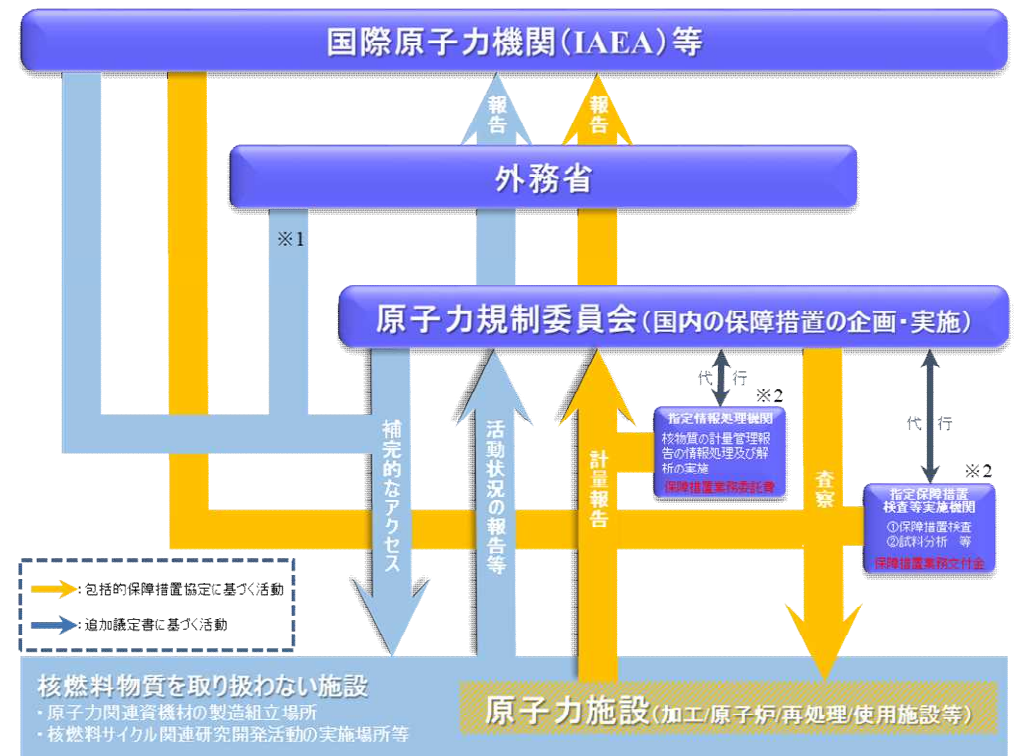 国際原子力機関（IAEA）等
報告
報告
外務省
※1
原子力規制委員会（国内の保障措置の企画・実施）
代　行
※2
指定情報処理機関
核物質の計量管理報
告の情報処理及び解
析の実施
保障措置業務委託費
代　行
※2
指定保障措置
検査等実施機関
①保障措置検査
②試料分析　等
保障措置業務交付金
補完的なアクセス
活動状況の報告等
計量報告
査察
：包括的保障措置協定に基づく活動
：追加議定書に基づく活動
核燃料物質を取り扱わない施設
・原子力関連資機材の製造組立場所
・核燃料サイクル関連研究開発活動の実施場所等
原子力施設（加工/原子炉/再処理/使用施設等）